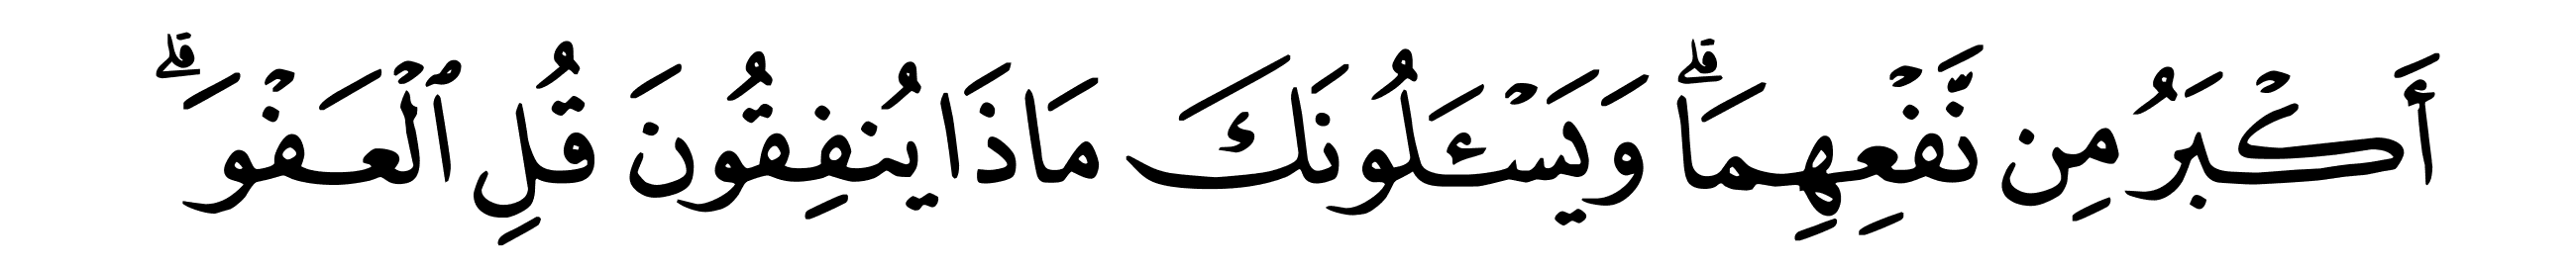 أَكْبَرُ مِن نَّفْعِهِمَاۗ وَيَسْـَٔلُونَكَ مَاذَا يُنفِقُونَ قُلِ ٱلْعَفْوَۗ